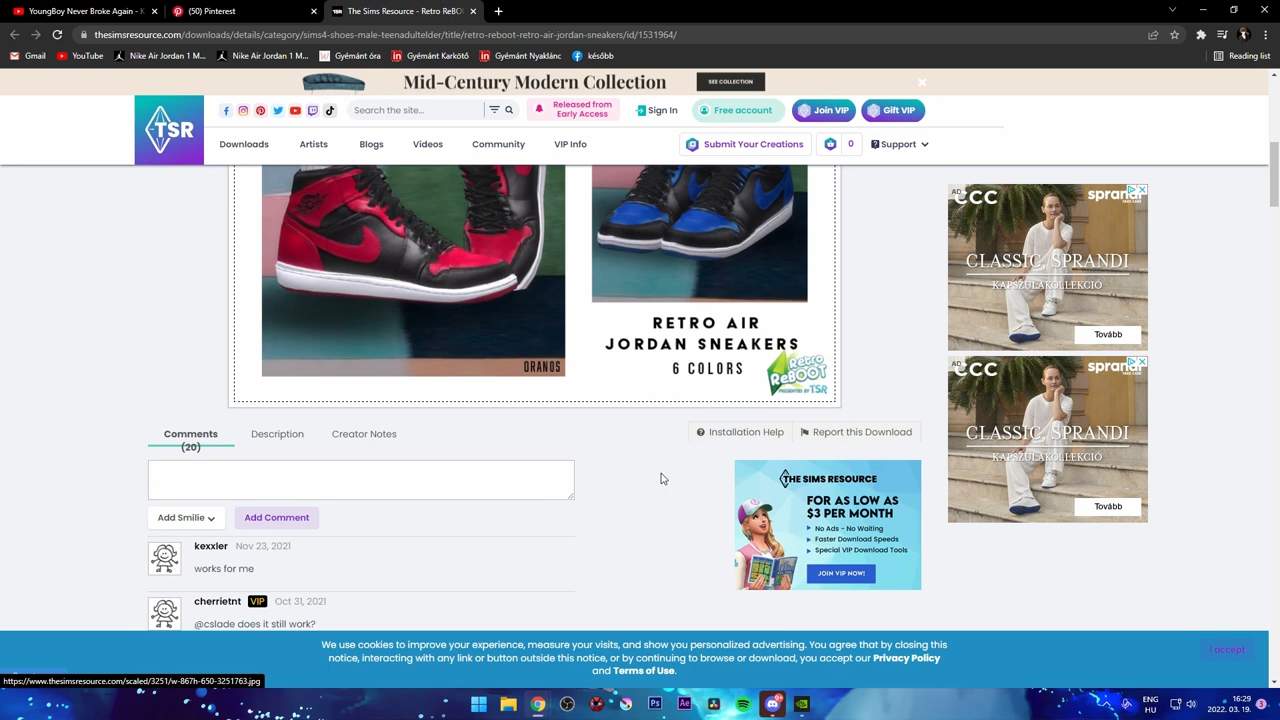 YoungBoy Never Broke Again -
(50) Pinterest
The Sims Resource - Retro ReBO
thesimsresource.com/downloads/details/category/sims4-shoes-male-teenadultelder/title/retro-reboot-retro-air-jordan-sneakers/id/1531964/
Gmail
YouTube
Nike Air Jordan 1 M...
Nike Air Jordan 1 M...
Gyémánt óra
Gyémánt Karkötő
Gyémánt Nyaklánc
később
Reading list
Mid-Century Modern Collection
SEE COLLECTION
TSR
Search the site...
Released from
Early Access
Sign In
Free account
Join VIP
Gift VIP
Downloads
Artists
Blogs
Videos
Community
VIP Info
Submit Your Creations
0
Support
RETRO AIR
JORDAN SNEAKERS
6 COLORS
ORANOS
Retro
ReBOOT
PRESENTED BY TSR
AD
CCC
sprandi
TAKE CARE
CLASSIC, SPRANDI
KAPSZULAKOLLEKCIÓ
Tovább
AD
CCC
sprandi
CLASSIC, SPRANDI
KAPSZULAKOLLEKCIÓ
Tovább
Comments
(20)
Description
Creator Notes
Installation Help
Report this Download
Add Smilie
Add Comment
THE SIMS RESOURCE
FOR AS LOW AS
$3 PER MONTH
No Ads - No Waiting
Faster Download Speeds
Special VIP Download Tools
JOIN VIP NOW!
kexxler Nov 23, 2021
works for me
cherrietnt VIP Oct 31, 2021
@cslade does it still work?
We use cookies to improve your experience, measure your visits, and show you personalized advertising. You agree that by closing this
notice, interacting with any link or button outside this notice, or by continuing to browse or download, you accept our Privacy Policy
and Terms of Use.
I accept
https://www.thesimsresource.com/scaled/3251/w-867h-650-3251763.jpg
Ps
Ae
ENG
HU
16:29
2022. 03. 19.
3